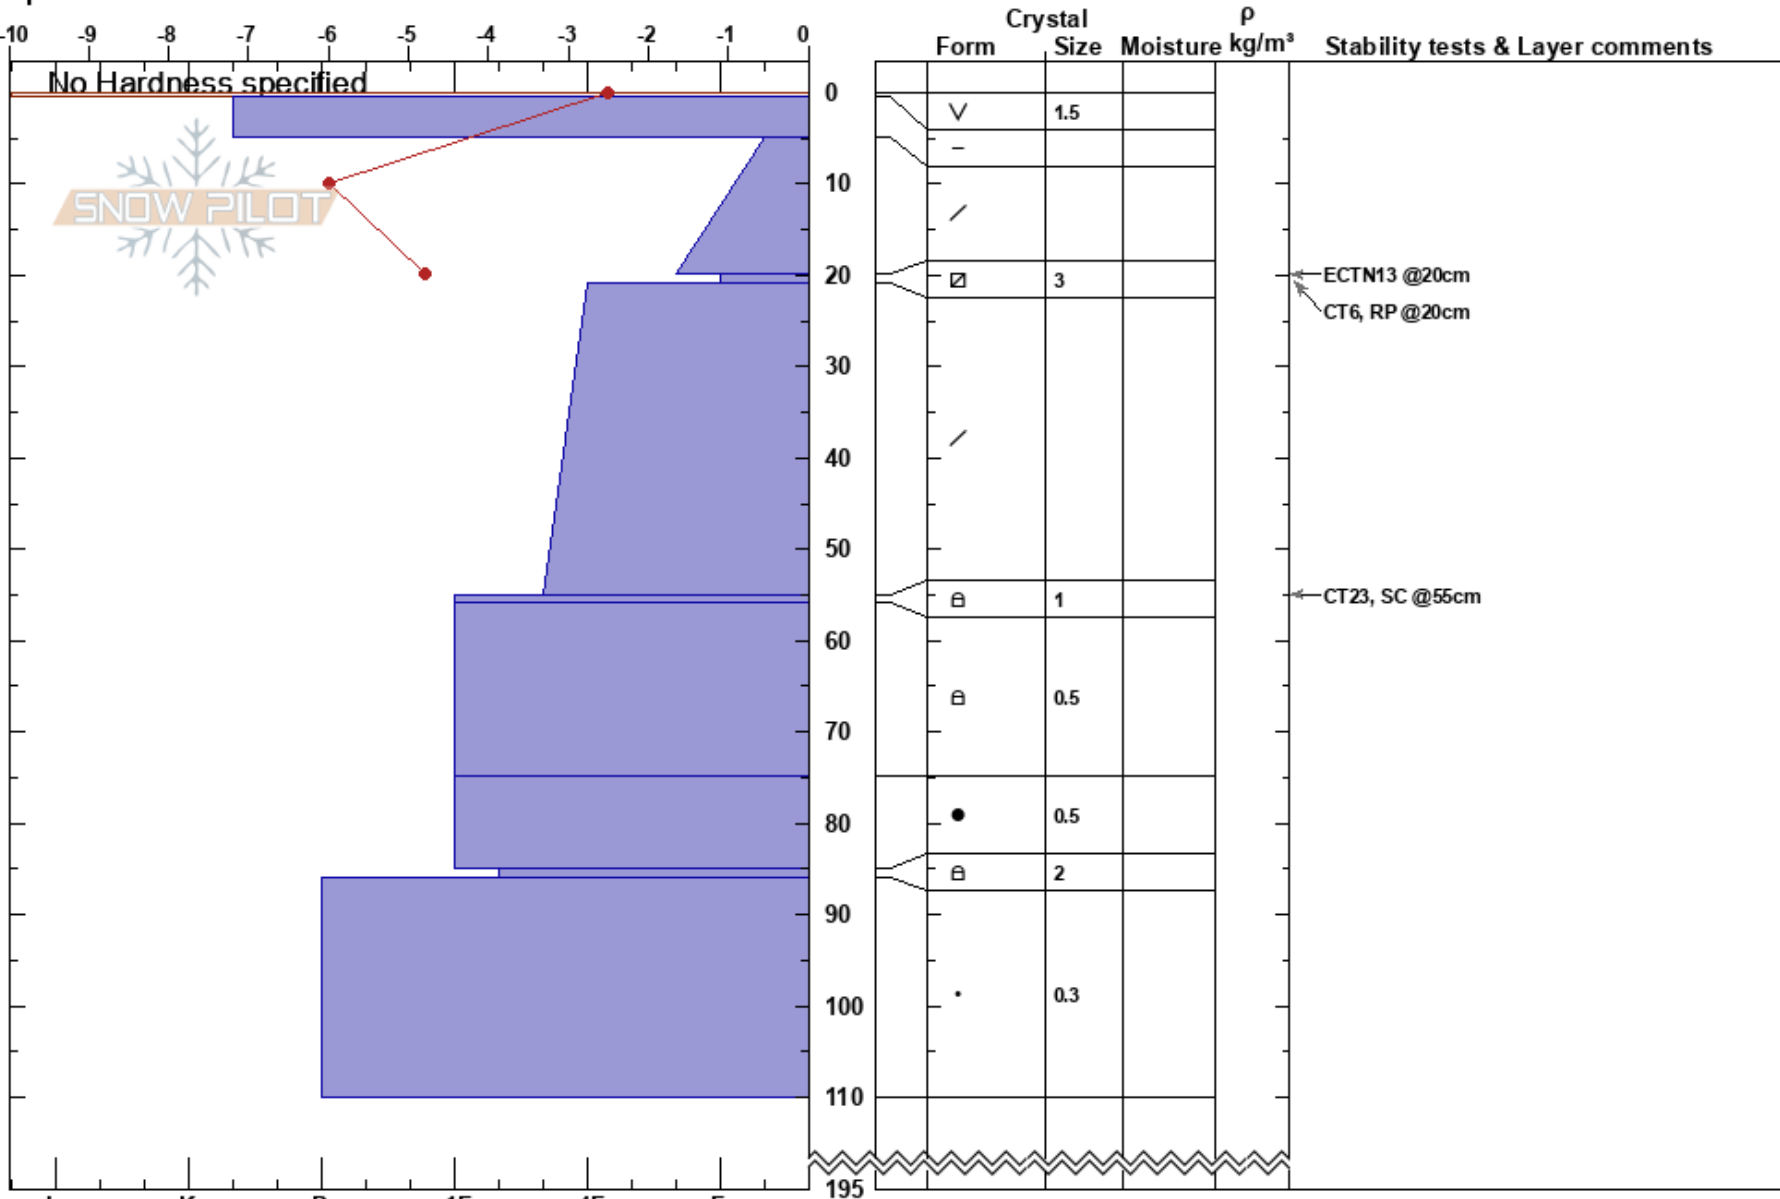 Crystal ρ
-10 -9 -8 -7 -6 -5 -4 -3 -2 -1 0 Form Size Moisture kg/m³ Stability tests & Layer comments
No Hardness specified
0
1.5
10
SNOW PILOT
20 3 ECTN13 @20cm
CT6, RP @20cm
30
40
50
1 CT23, SC @55cm
60
0.5
70
80 0.5
2
90
0.3
100
110
195